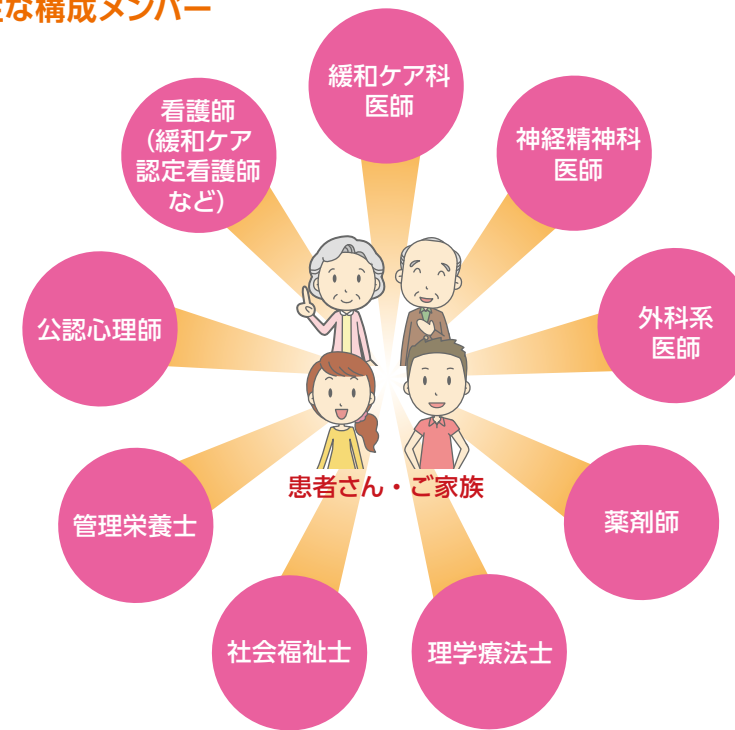 な構成メンバー
緩和ケア科
医師
神経精神科
医師
外科系
医師
薬剤師
理学療法士
社会福祉士
管理栄養士
公認心理師
看護師
（緩和ケア
認定看護師
など）
患者さん・ご家族